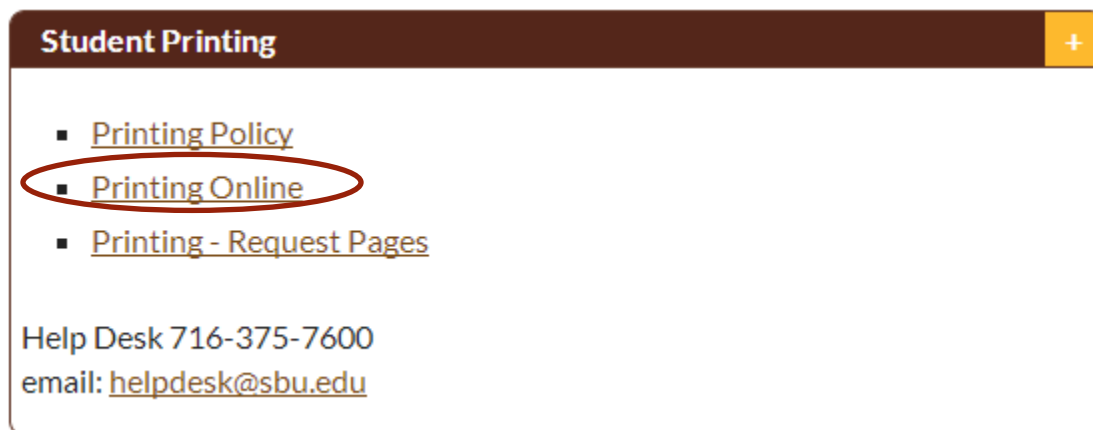 Student Printing +
▪ Printing Policy
▪ Printing Online
▪ Printing - Request Pages
Help Desk 716-375-7600
email: helpdesk@sbu.edu